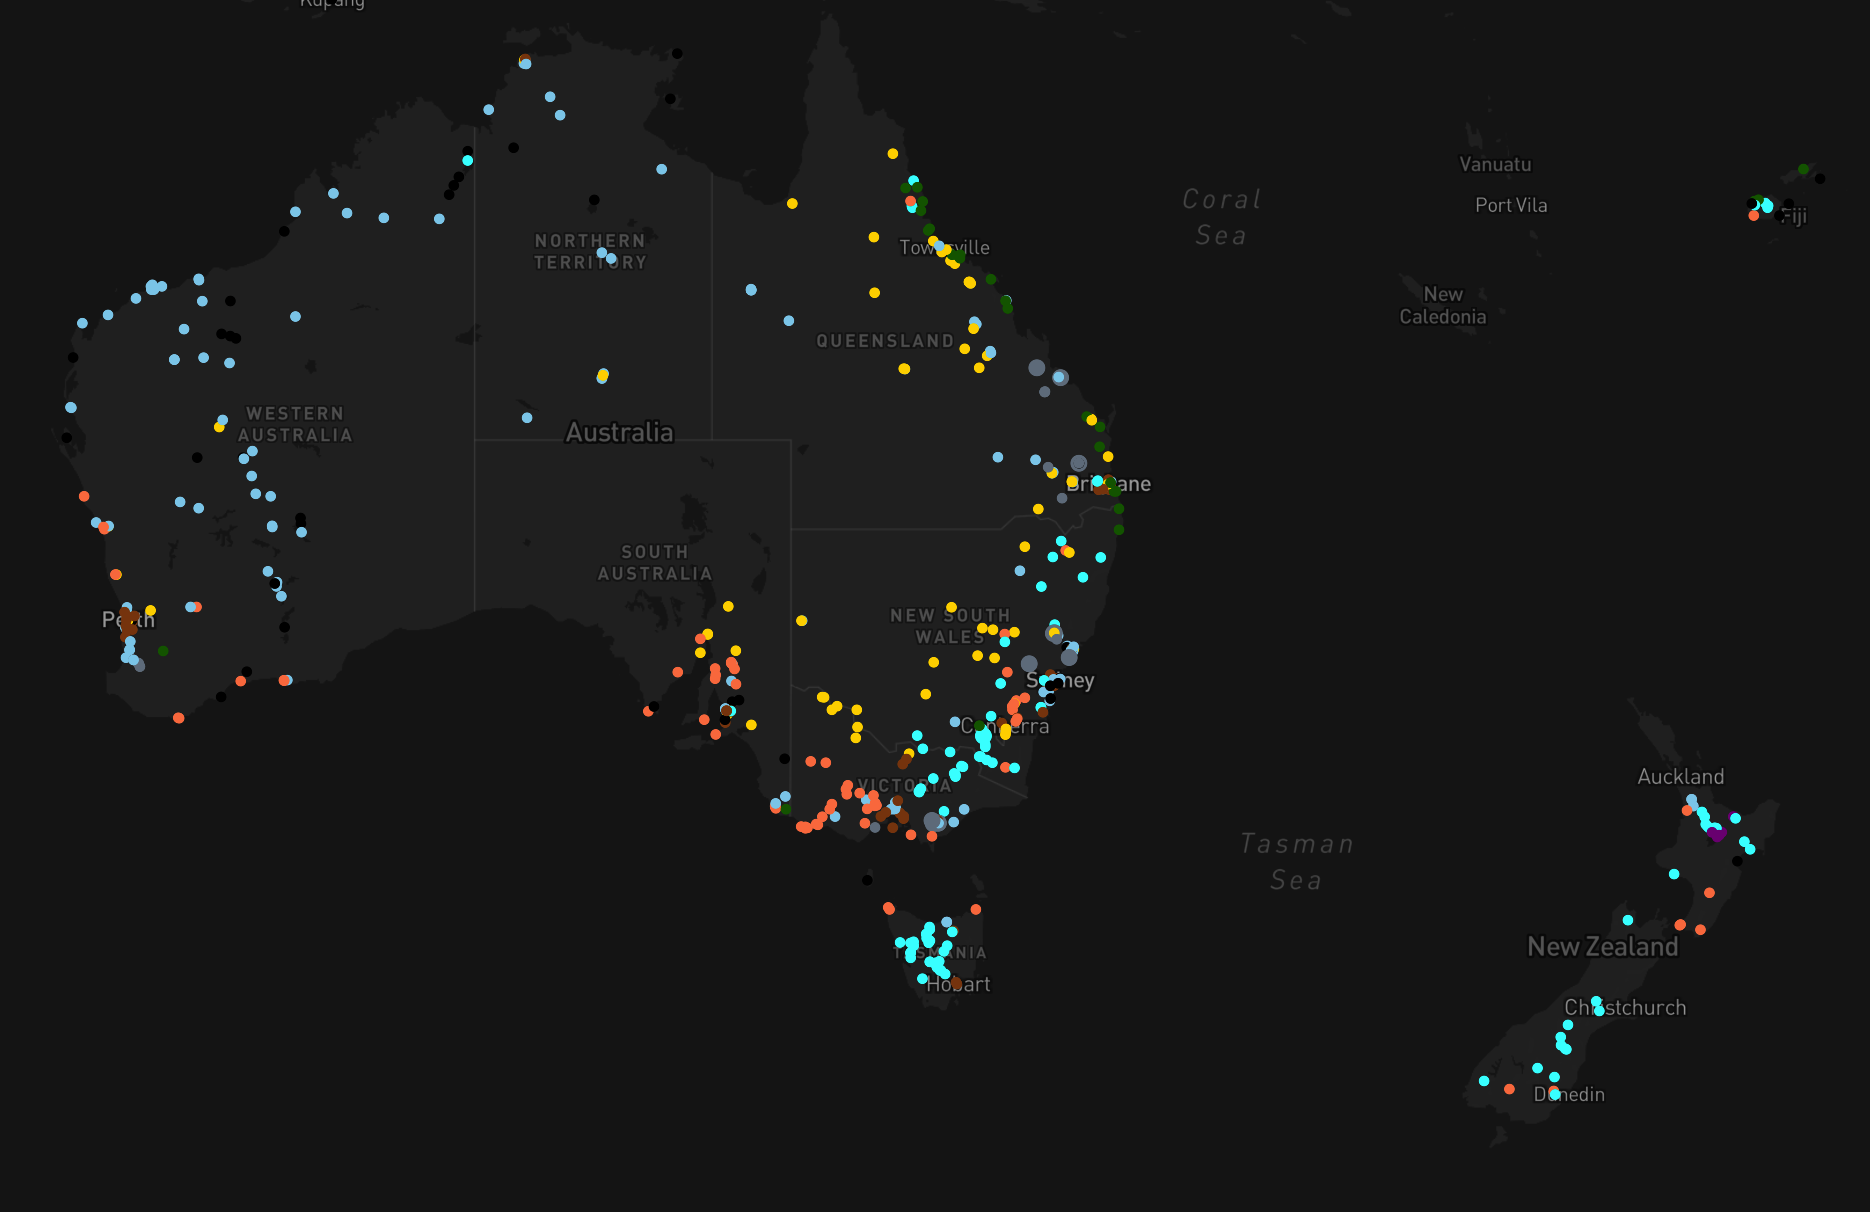 Kupang
Coral
Sea
Vanuatu
Port Vila
Fiji
NORTHERN
TERRITORY
Townsville
New
Caledonia
QUEENSLAND
WESTERN
AUSTRALIA
Australia
Brisbane
SOUTH
AUSTRALIA
Perth
NEW SOUTH
WALES
Sydney
Canberra
VICTORIA
Auckland
Tasman
Sea
TASMANIA
Hobart
New Zealand
Christchurch
Dunedin